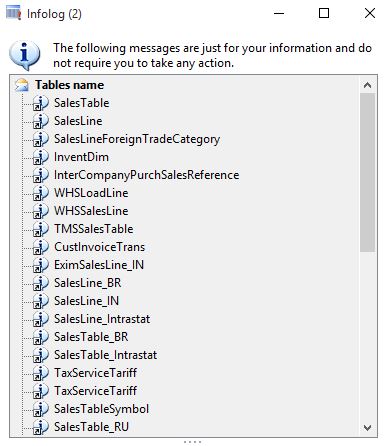 Infolog (2)
The following messages are just for your information and do
not require you to take any action.
Tables name
SalesTable
SalesLine
SalesLineForeignTradeCategory
InventDim
InterCompanyPurchSalesReference
WHSLoadLine
WHSSalesLine
TMSSalesTable
CustInvoiceTrans
EximSalesLine_IN
SalesLine_BR
SalesLine_IN
SalesLine_Intrastat
SalesTable_BR
SalesTable_Intrastat
TaxServiceTariff
TaxServiceTariff
SalesTableSymbol
SalesTable_RU